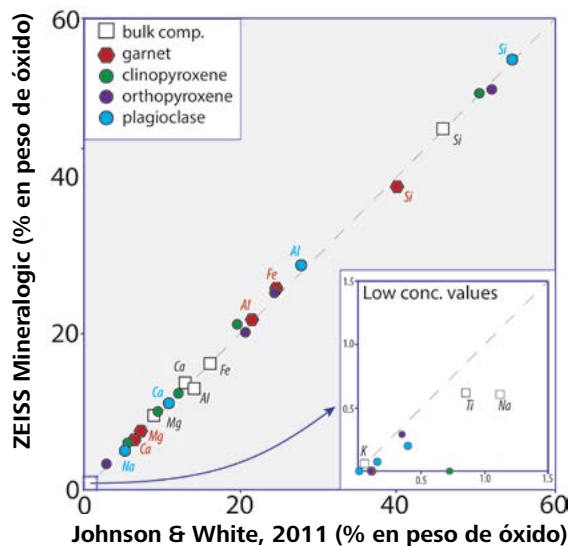 60
40
20
0
ZEISS Mineralogic (% en peso de óxido)
bulk comp.
garnet
clinopyroxene
orthopyroxene
plagioclase
Si
Si
Si
Al
Fe
Al
Ca
Fe
Al
Ca
Mg
Mg
Ca
Na
Low conc. values
1.5
1.0
0.5
K
Ti
Na
0.5
1.0
1.5
20
40
60
Johnson & White, 2011 (% en peso de óxido)